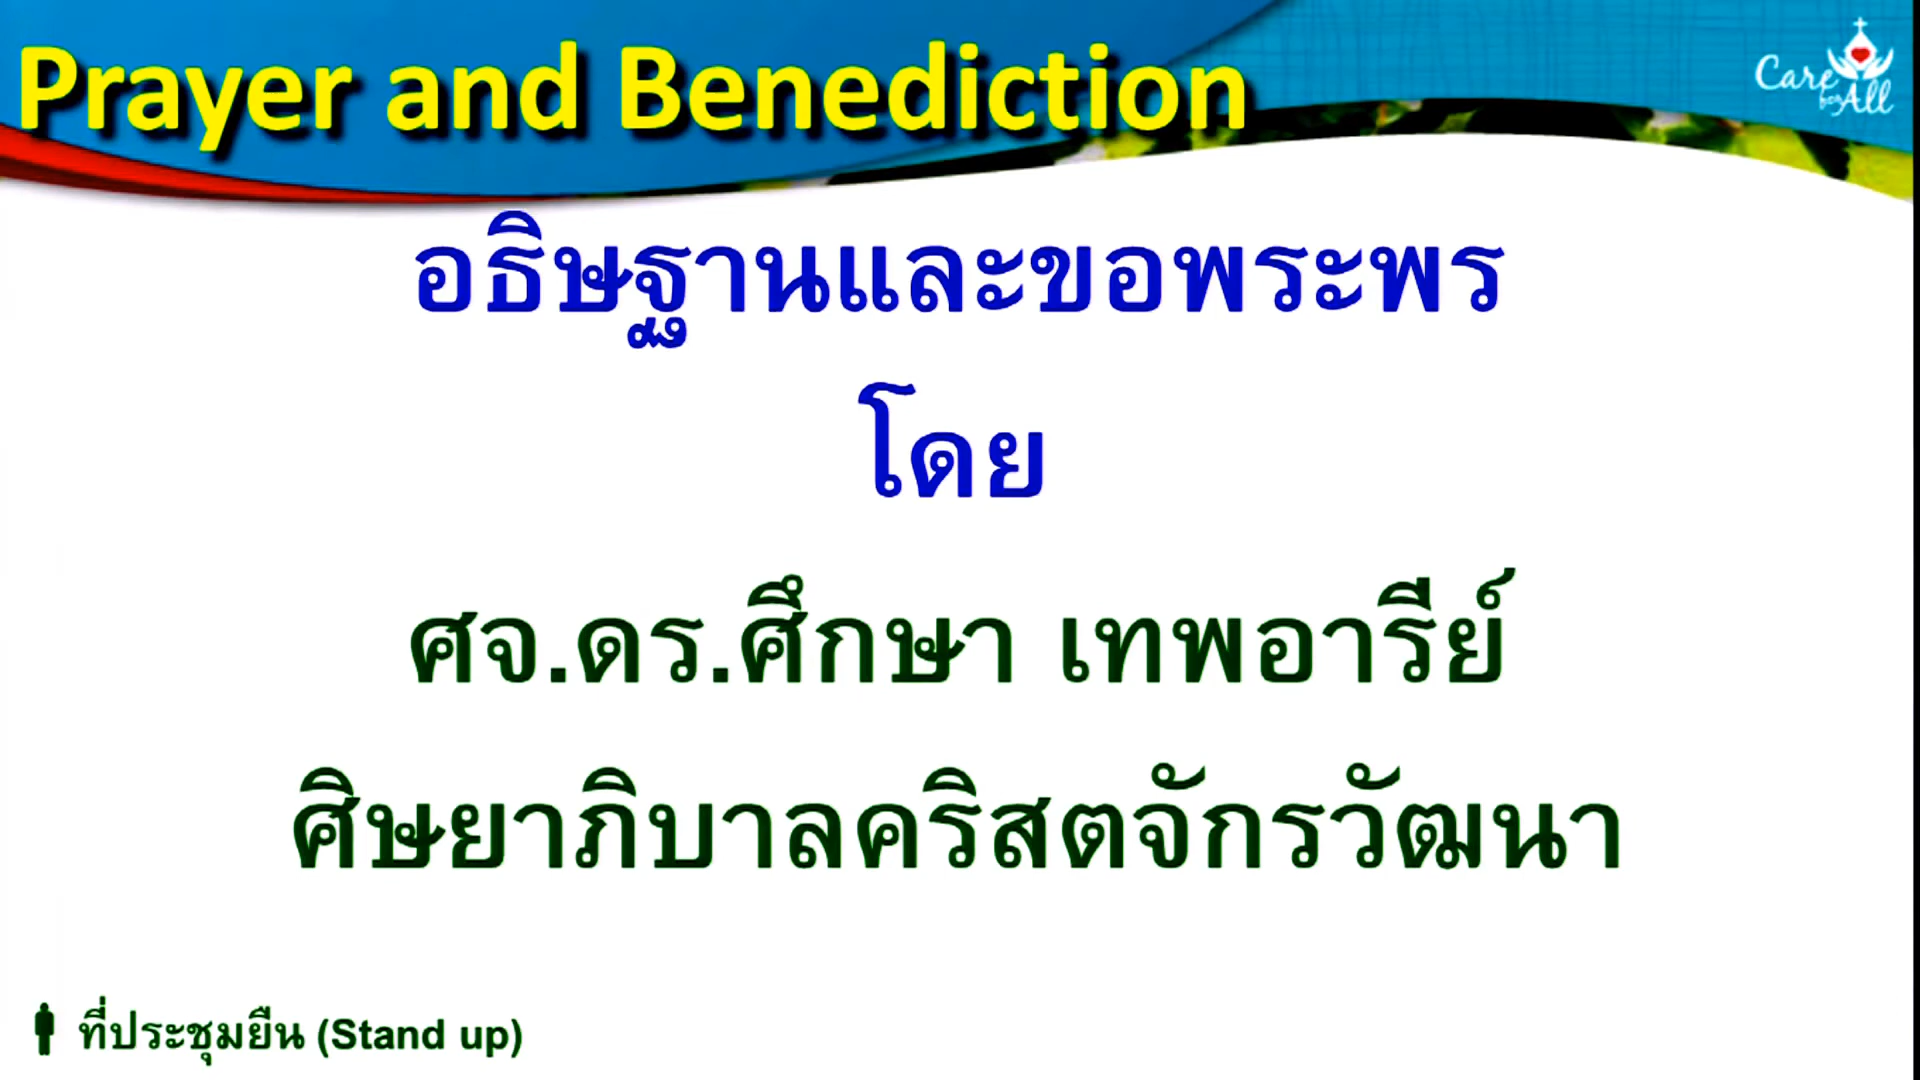 Prayer and Benediction
Care
for All
อธิษฐานและขอพระพร
โดย
ศจ.ดร.ศึกษา เทพอารีย์
ศิษยาภิบาลคริสตจักรวัฒนา
ที่ประชุมยืน (Stand up)